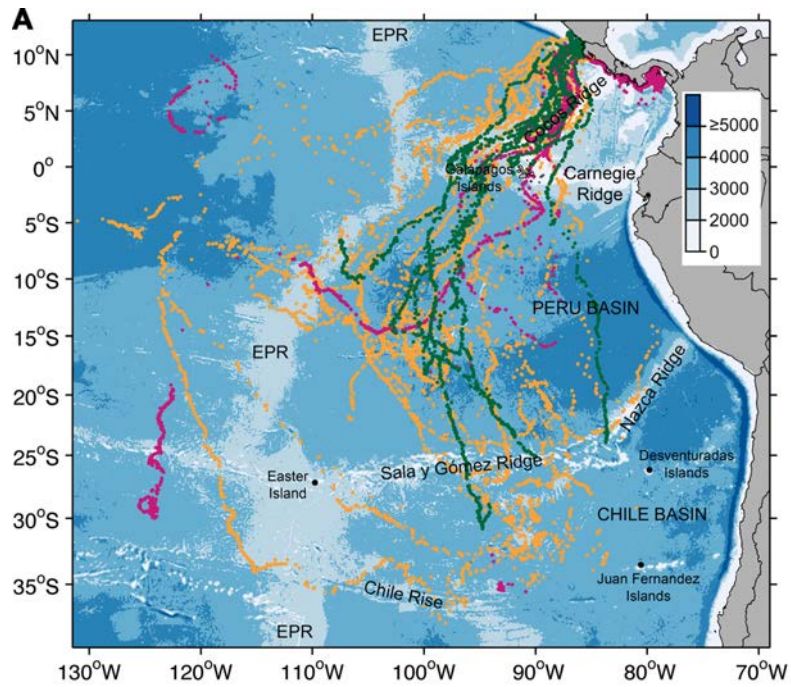 A
EPR
10°N
5°N
0°
5°S
10°S
15°S
20°S
25°S
30°S
35°S
Cocos Ridge
Galapagos
Islands
Carnegie
Ridge
≥5000
4000
3000
2000
0
PERU BASIN
EPR
Nazca Ridge
Sala y Gómez Ridge
Easter
Island
Desventuradas
Islands
CHILE BASIN
Juan Fernandez
Islands
Chile Rise
EPR
130°W 120°W 110°W 100°W 90°W 80°W 70°W